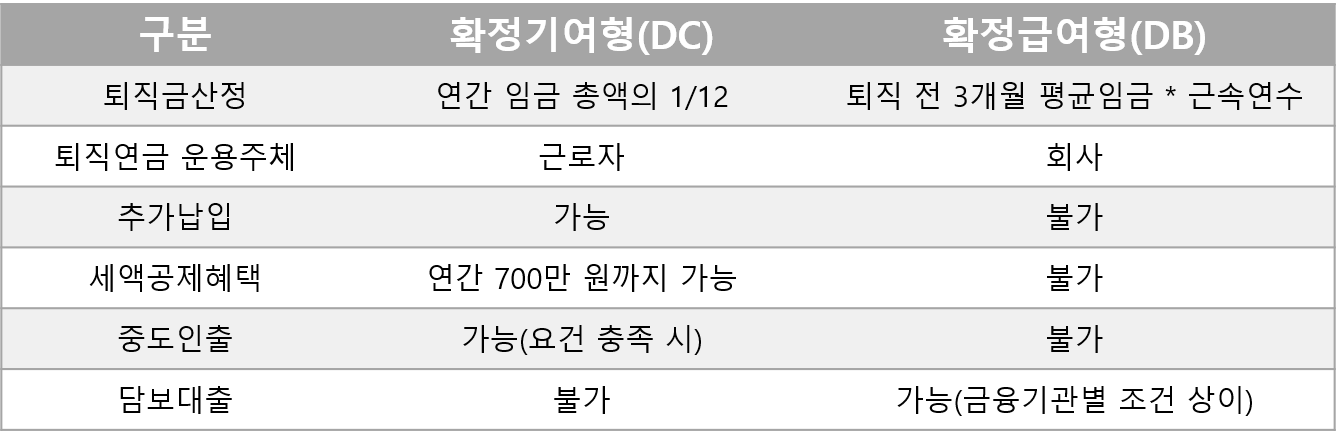 구분 확정기여형(DC) 확정급여형(DB)
퇴직금산정 연간 임금 총액의 1/12 퇴직 전 3개월 평균임금 * 근속연수
퇴직연금 운용주체 근로자 회사
추가납입 가능 불가
세액공제혜택 연간 700만 원까지 가능 불가
중도인출 가능(요건 충족 시) 불가
담보대출 불가 가능(금융기관별 조건 상이)